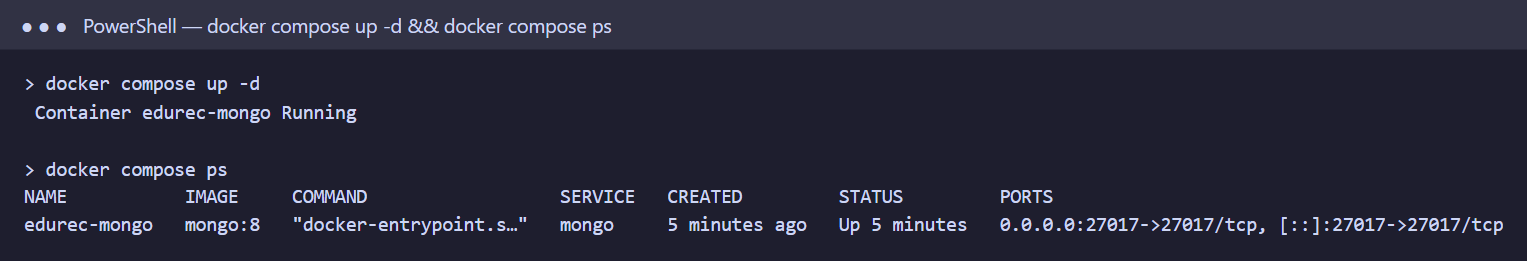 PowerShell — docker compose up -d && docker compose ps
> docker compose up -d
Container edurec-mongo Running
> docker compose ps
NAME IMAGE COMMAND SERVICE CREATED STATUS PORTS
edurec-mongo mongo:8 "docker-entrypoint.s…" mongo 5 minutes ago Up 5 minutes 0.0.0.0:27017->27017/tcp, [::]:27017->27017/tcp